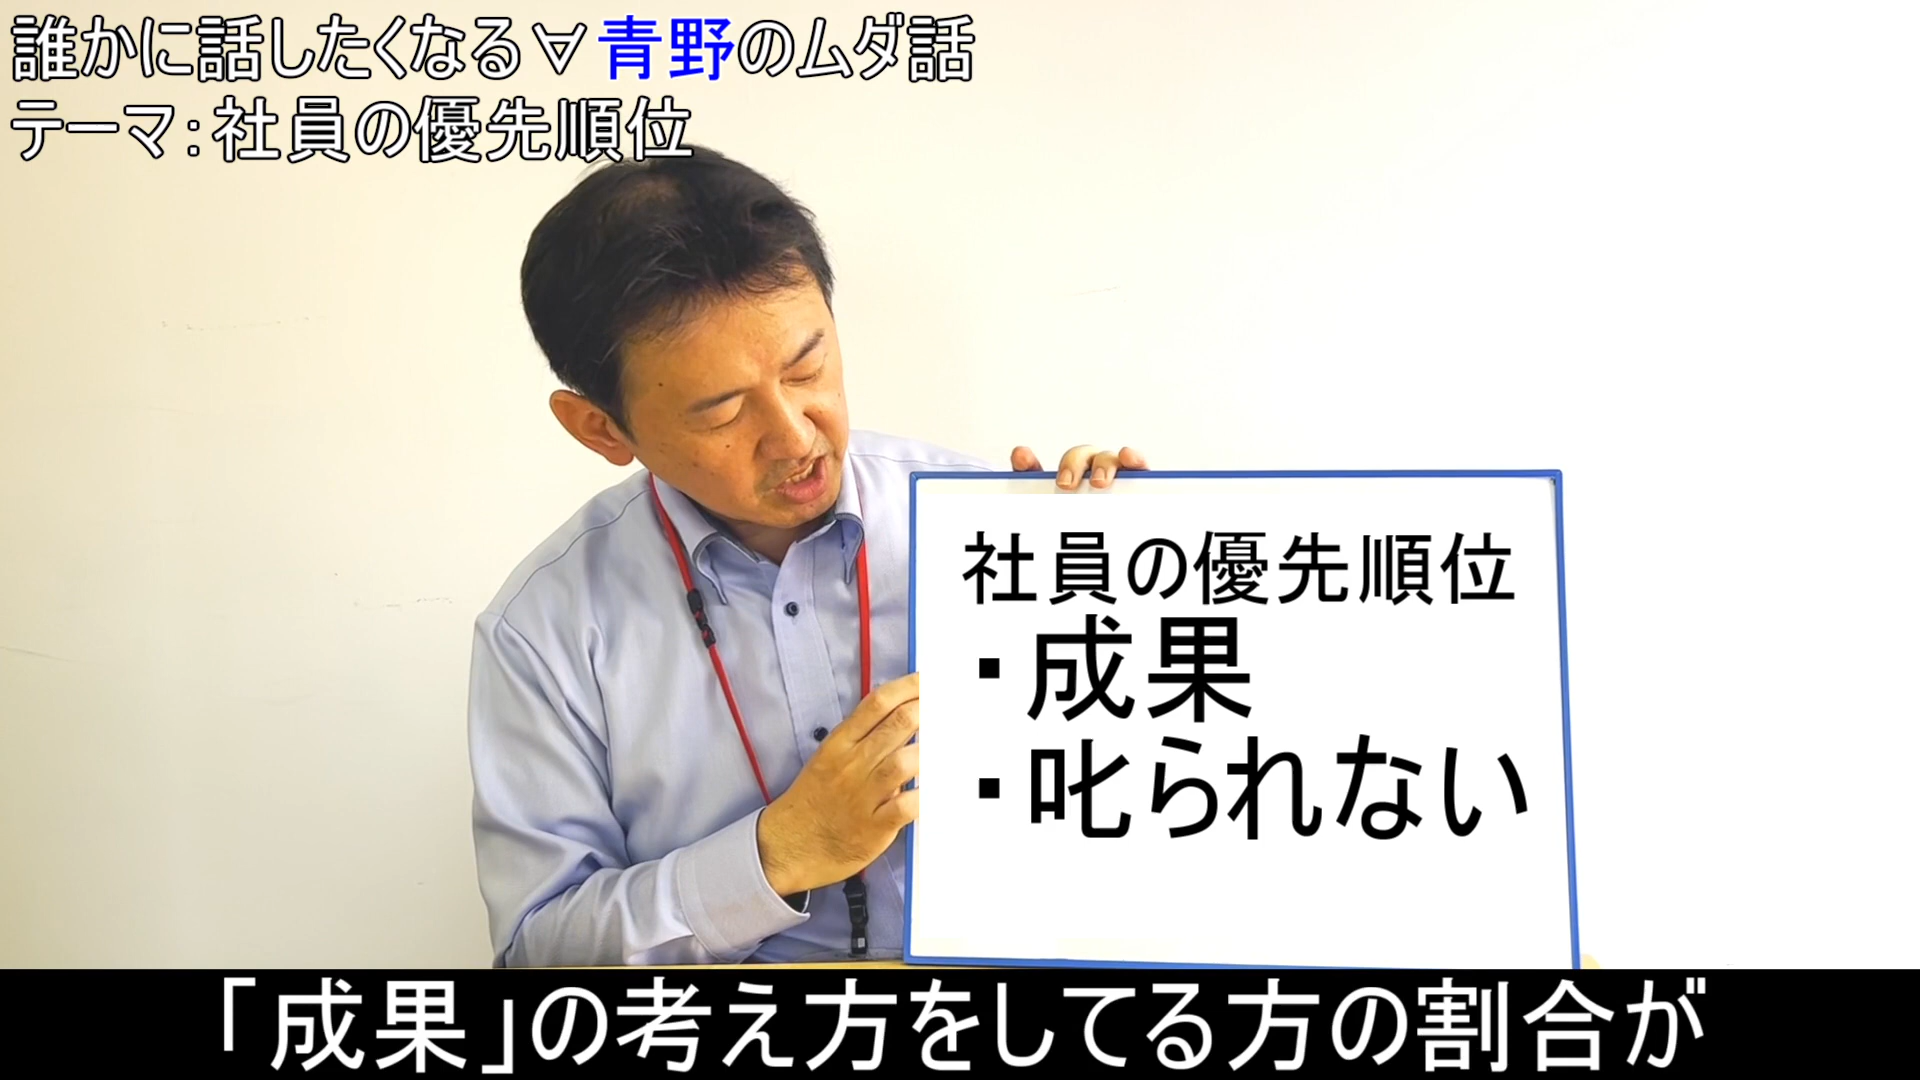 誰かに話したくなる∀青野のムダ話
テーマ：社員の優先順位
社員の優先順位
・成果
・叱られない
「成果」の考え方をしてる方の割合が